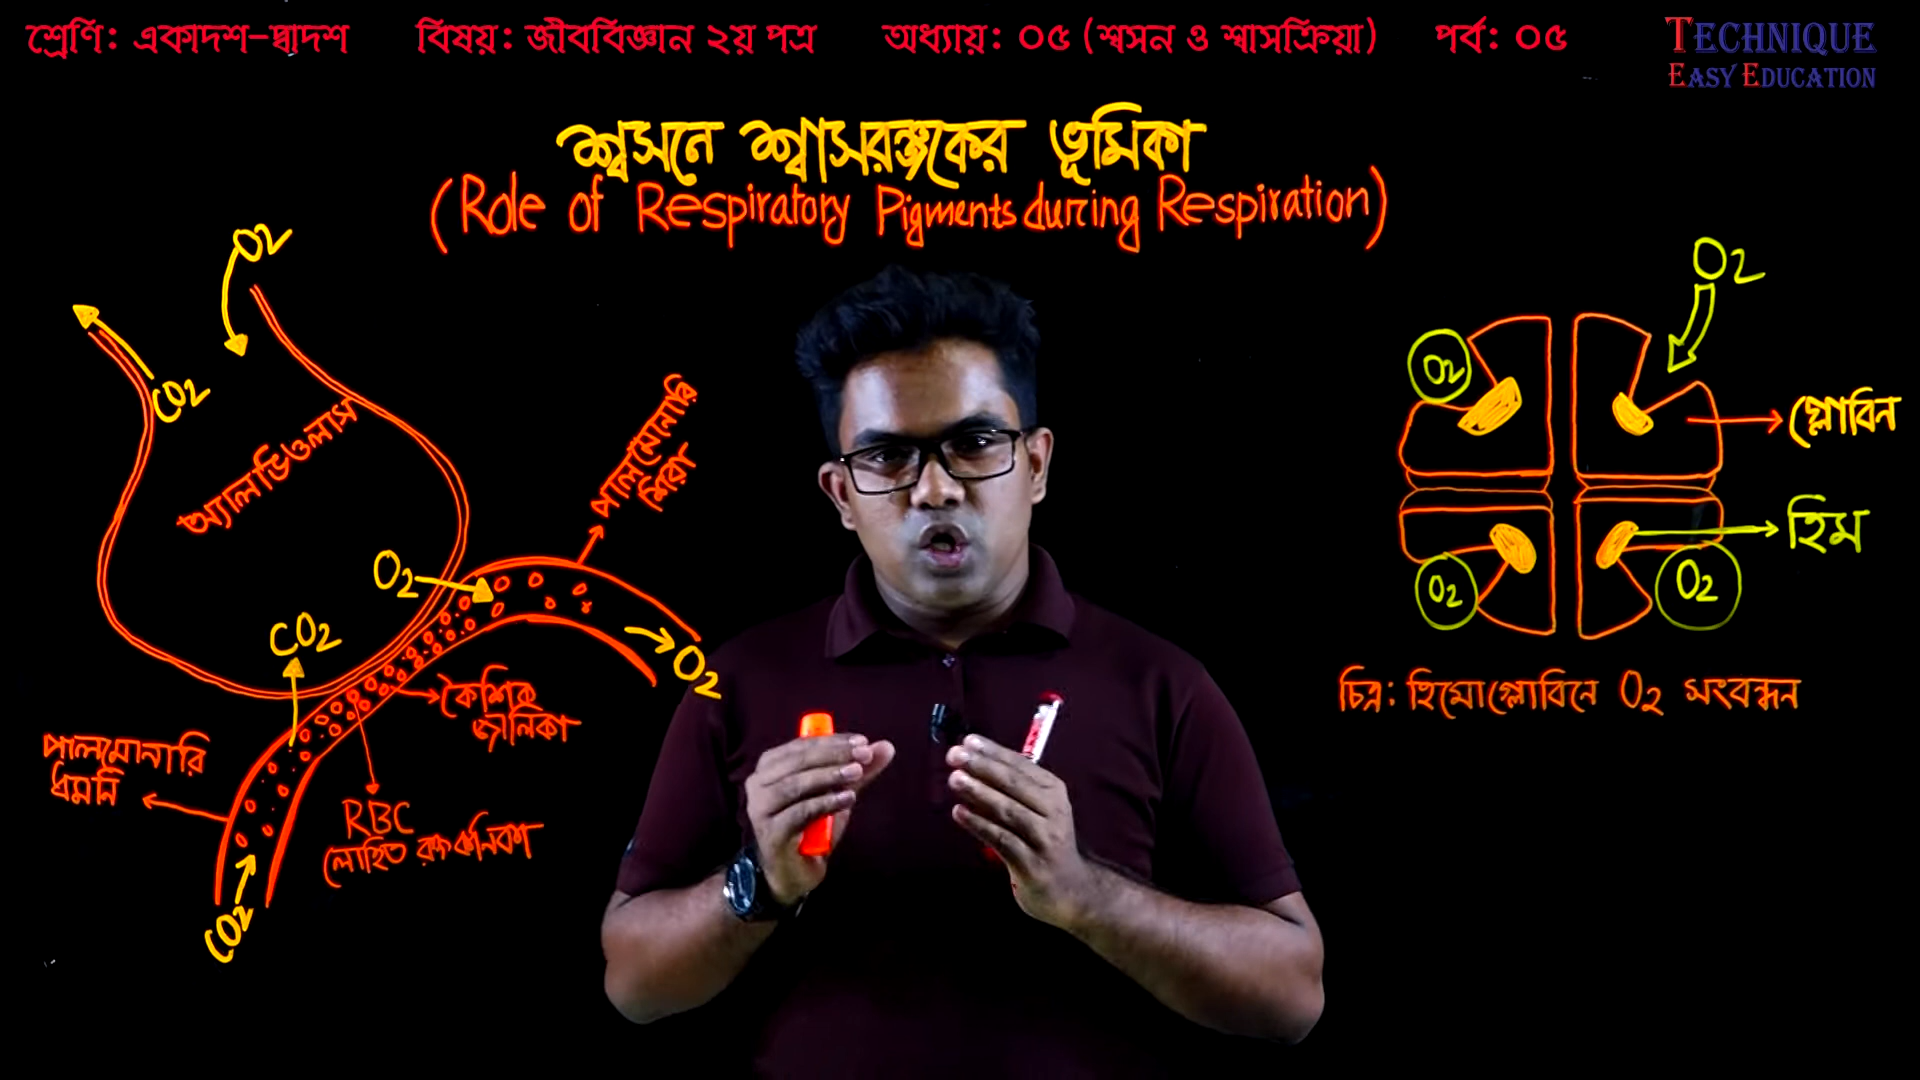 শ্রেণি: একাদশ-দ্বাদশ বিষয়: জীববিজ্ঞান ২য় পত্র অধ্যায়: ০৫ (শ্বসন ও শ্বাসক্রিয়া) পর্ব: ০৫
TECHNIQUE
EASY EDUCATION
শ্বসনে শ্বাসরঞ্জকের ভূমিকা
(Role of Respiratory Pigments during Respiration)
O2
CO2
অ্যালভিওলাস
পালমোনারি
শিরা
O2
CO2
O2
কৈশিক
জালিকা
পালমোনারি
ধমনি
RBC
লোহিত রক্তকনিকা
CO2
O2
O2
গ্লোবিন
হিম
O2
O2
চিত্র: হিমোগ্লোবিনে O2 সংবন্ধন